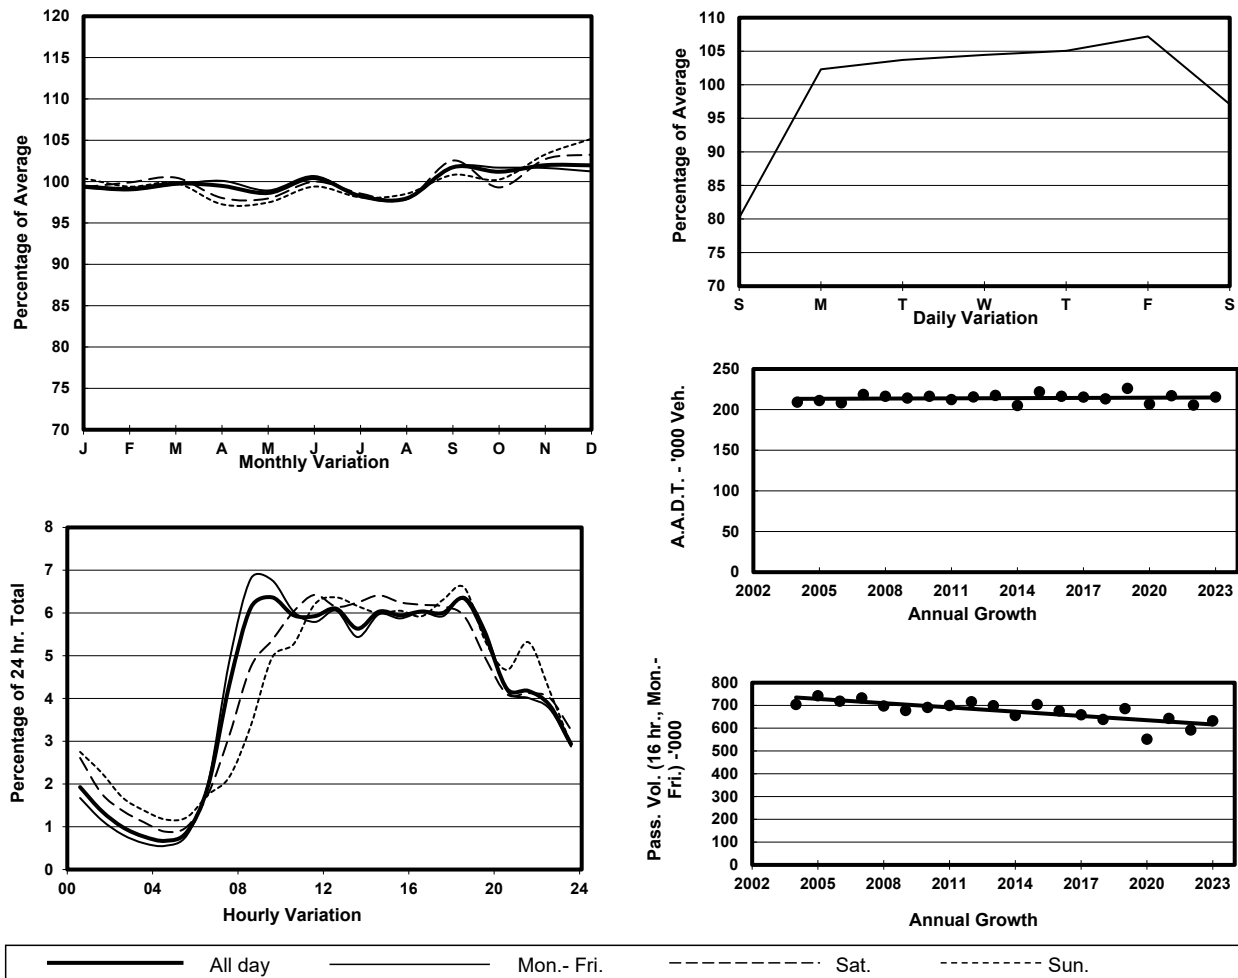 120
115
110
105
100
95
90
85
80
75
70
Percentage of Average
J F M A M J J A S O N D
Monthly Variation
110
105
100
95
90
85
80
75
70
Percentage of Average
S M T W T F S
Daily Variation
250
200
150
100
50
0
A.A.D.T. - '000 Veh.
2002 2005 2008 2011 2014 2017 2020 2023
Annual Growth
8
7
6
5
4
3
2
1
0
Percentage of 24 hr. Total
00 04 08 12 16 20 24
Hourly Variation
800
700
600
500
400
300
200
100
0
Pass. Vol. (16 hr., Mon.-
Fri.) -'000
2002 2005 2008 2011 2014 2017 2020 2023
Annual Growth
All day Mon.- Fri. Sat. Sun.